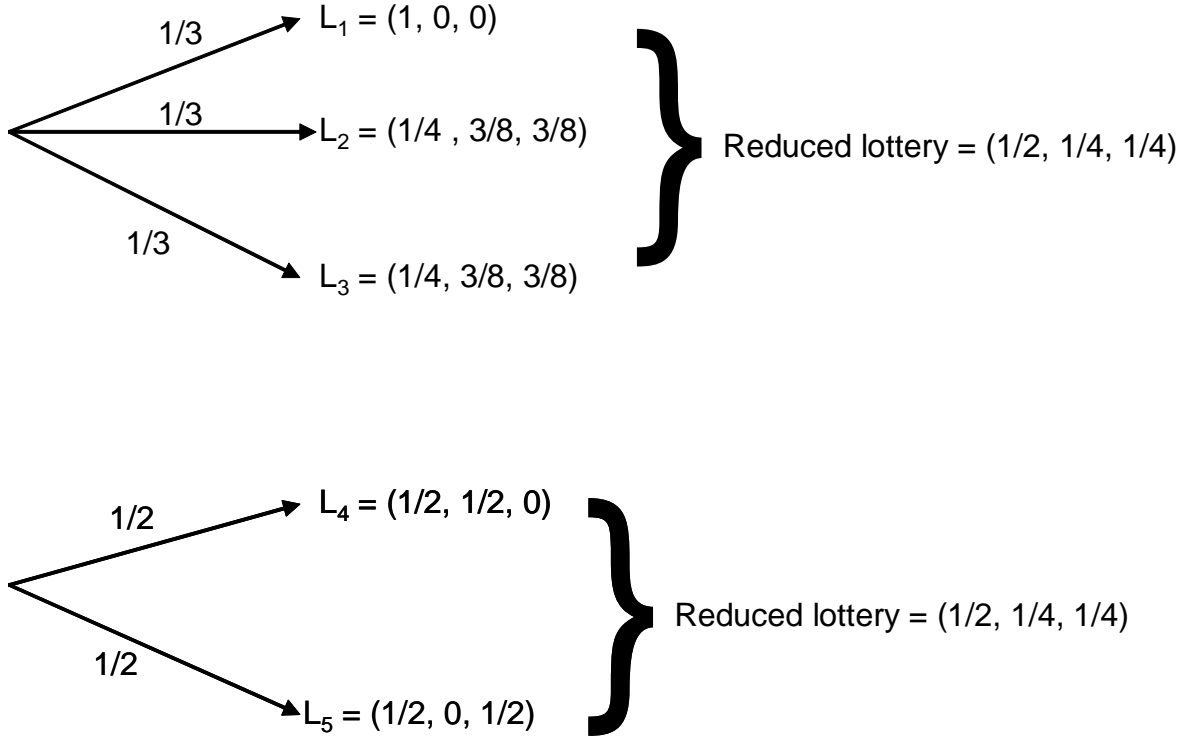 1/3
L₁ = (1, 0, 0)
1/3
L₂ = (1/4 , 3/8, 3/8)
Reduced lottery = (1/2, 1/4, 1/4)
1/3
L₃ = (1/4, 3/8, 3/8)
1/2
L₄ = (1/2, 1/2, 0)
Reduced lottery = (1/2, 1/4, 1/4)
1/2
L₅ = (1/2, 0, 1/2)